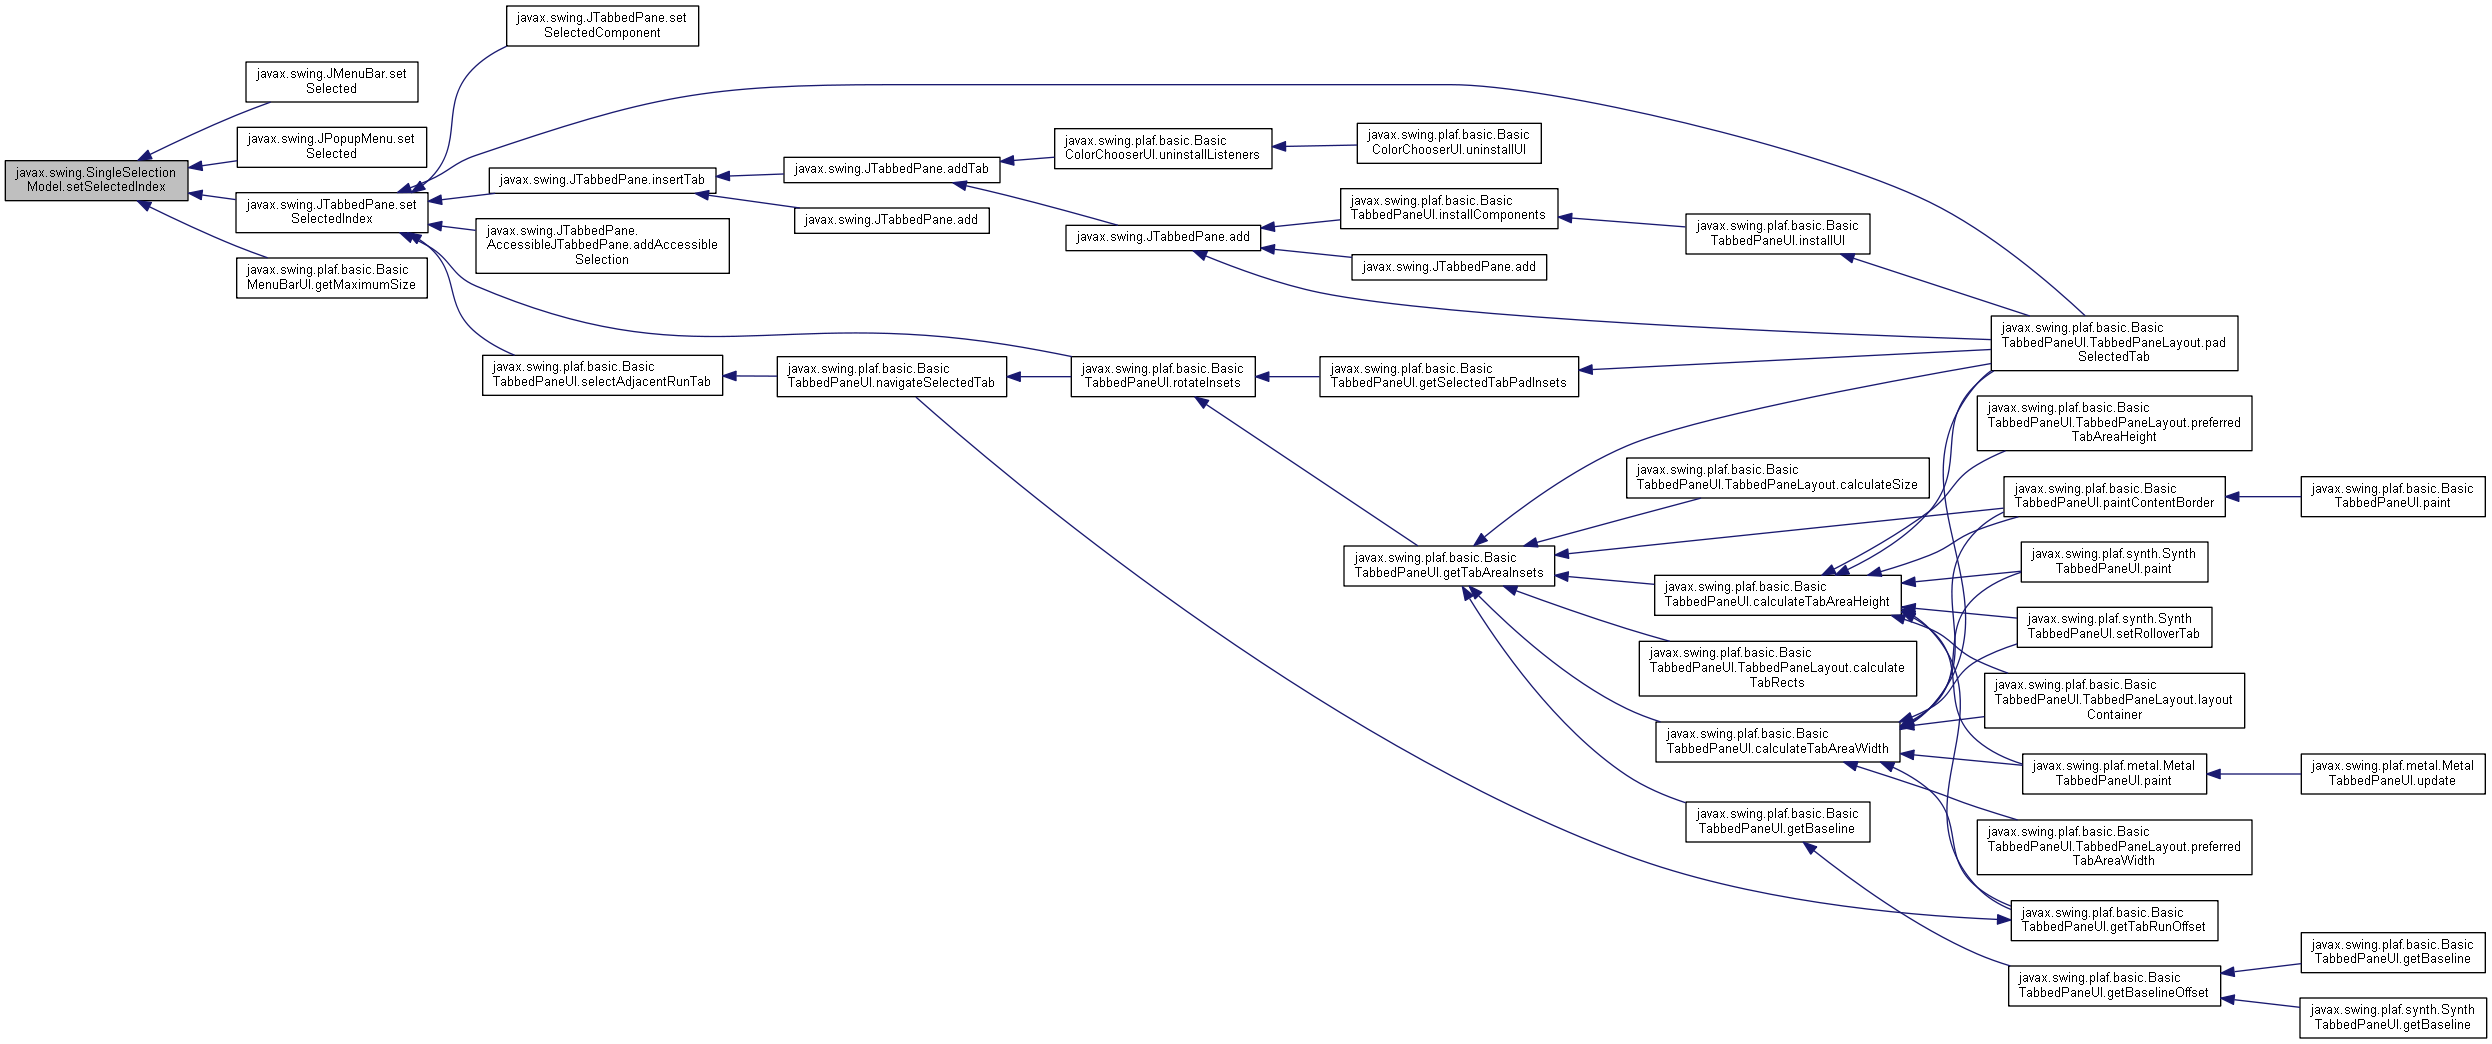 javax.swing.SingleSelection
Model.setSelectedIndex
javax.swing.JMenuBar.set
Selected
javax.swing.JPopupMenu.set
Selected
javax.swing.JTabbedPane.set
SelectedIndex
javax.swing.plaf.basic.Basic
MenuBarUI.getMaximumSize
javax.swing.JTabbedPane.set
SelectedComponent
javax.swing.JTabbedPane.insertTab
javax.swing.JTabbedPane.
AccessibleJTabbedPane.addAccessible
Selection
javax.swing.plaf.basic.Basic
TabbedPaneUI.selectAdjacentRunTab
javax.swing.JTabbedPane.addTab
javax.swing.JTabbedPane.add
javax.swing.plaf.basic.Basic
TabbedPaneUI.navigateSelectedTab
javax.swing.plaf.basic.Basic
ColorChooserUI.uninstallListeners
javax.swing.JTabbedPane.add
javax.swing.plaf.basic.Basic
TabbedPaneUI.rotateInsets
javax.swing.plaf.basic.Basic
ColorChooserUI.uninstallUI
javax.swing.plaf.basic.Basic
TabbedPaneUI.installComponents
javax.swing.JTabbedPane.add
javax.swing.plaf.basic.Basic
TabbedPaneUI.getSelectedTabPadInsets
javax.swing.plaf.basic.Basic
TabbedPaneUI.getTabAreaInsets
javax.swing.plaf.basic.Basic
TabbedPaneUI.installUI
javax.swing.plaf.basic.Basic
TabbedPaneUI.TabbedPaneLayout.calculateSize
javax.swing.plaf.basic.Basic
TabbedPaneUI.calculateTabAreaHeight
javax.swing.plaf.basic.Basic
TabbedPaneUI.TabbedPaneLayout.calculate
TabRects
javax.swing.plaf.basic.Basic
TabbedPaneUI.calculateTabAreaWidth
javax.swing.plaf.basic.Basic
TabbedPaneUI.getBaseline
javax.swing.plaf.basic.Basic
TabbedPaneUI.TabbedPaneLayout.pad
SelectedTab
javax.swing.plaf.basic.Basic
TabbedPaneUI.TabbedPaneLayout.preferred
TabAreaHeight
javax.swing.plaf.basic.Basic
TabbedPaneUI.paintContentBorder
javax.swing.plaf.synth.Synth
TabbedPaneUI.paint
javax.swing.plaf.synth.Synth
TabbedPaneUI.setRolloverTab
javax.swing.plaf.basic.Basic
TabbedPaneUI.TabbedPaneLayout.layout
Container
javax.swing.plaf.metal.Metal
TabbedPaneUI.paint
javax.swing.plaf.basic.Basic
TabbedPaneUI.TabbedPaneLayout.preferred
TabAreaWidth
javax.swing.plaf.basic.Basic
TabbedPaneUI.getTabRunOffset
javax.swing.plaf.basic.Basic
TabbedPaneUI.getBaselineOffset
javax.swing.plaf.basic.Basic
TabbedPaneUI.paint
javax.swing.plaf.metal.Metal
TabbedPaneUI.update
javax.swing.plaf.basic.Basic
TabbedPaneUI.getBaseline
javax.swing.plaf.synth.Synth
TabbedPaneUI.getBaseline